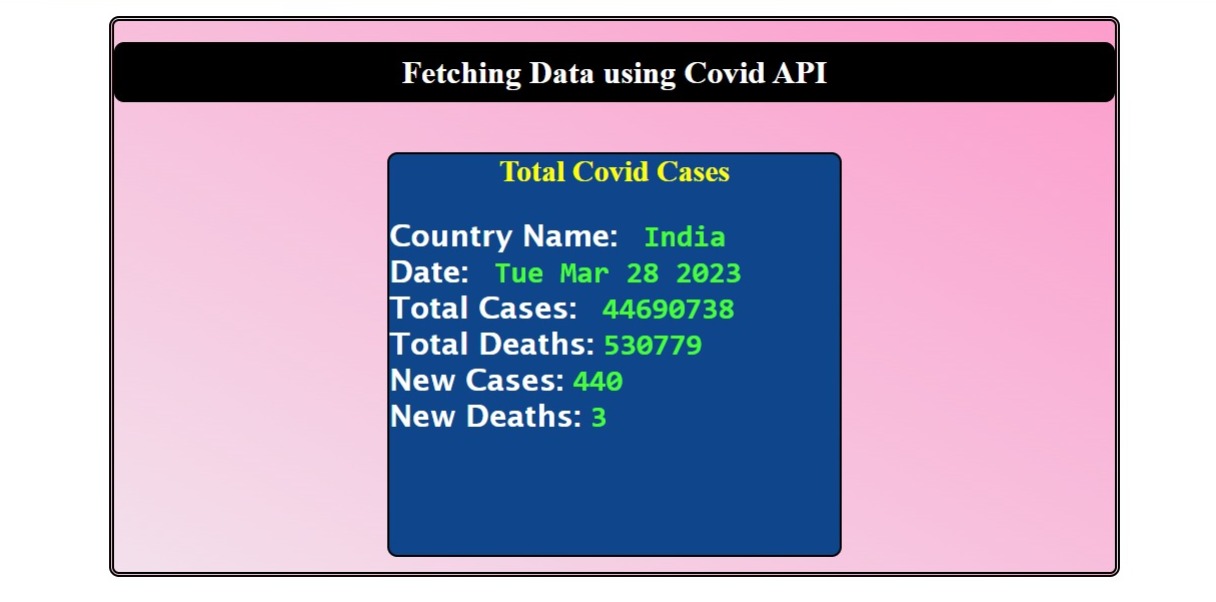 Fetching Data using Covid API
Total Covid Cases
Country Name: India
Date: Tue Mar 28 2023
Total Cases: 44690738
Total Deaths: 530779
New Cases: 440
New Deaths: 3